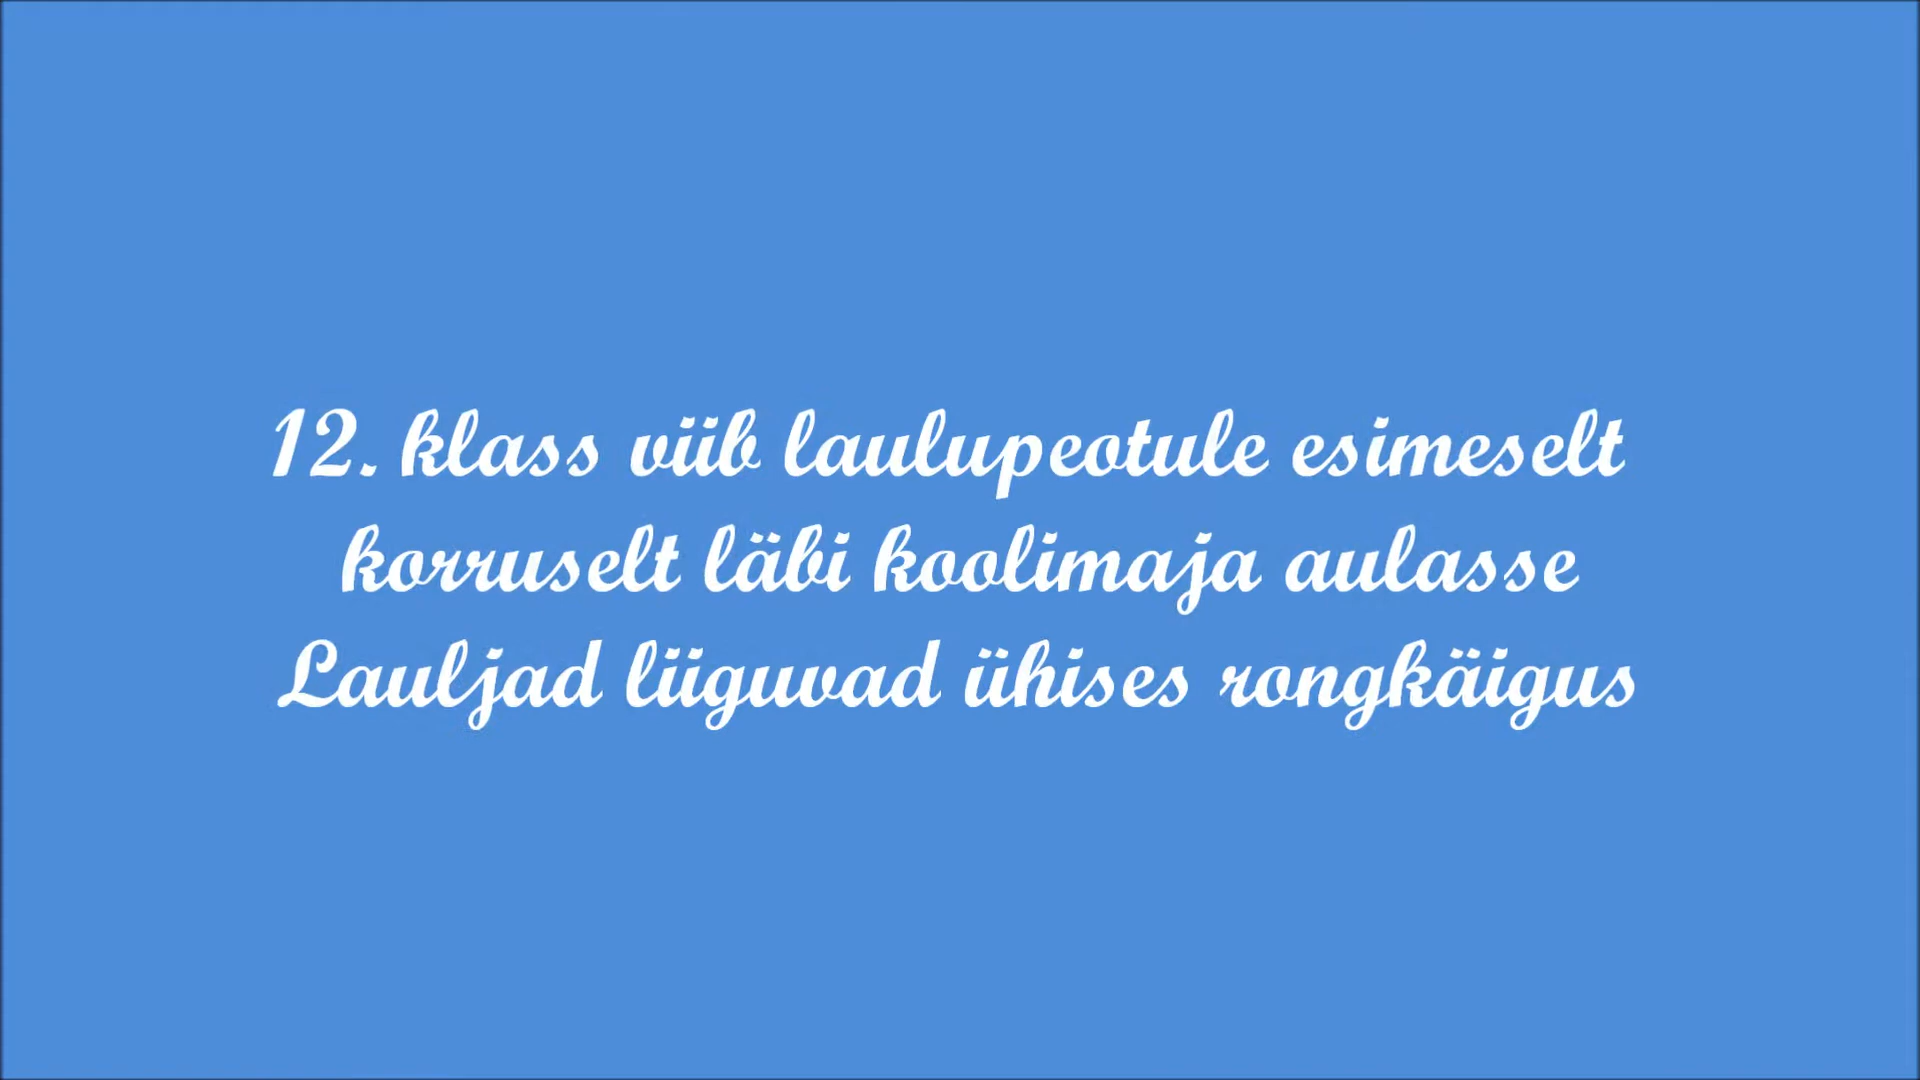 12. klass viib laulupeotule esimeselt
korruselt läbi koolimaja aulasse
Lauljad liiguvad ühises rongkäigus